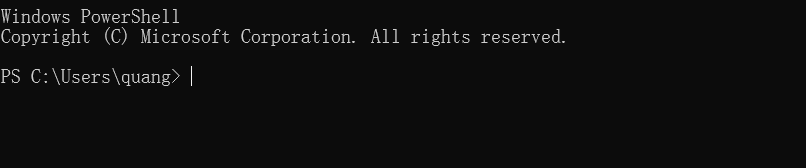 Windows PowerShell
Copyright (C) Microsoft Corporation. All rights reserved.
PS C:\Users\quang>